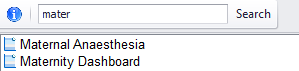 mater Search
Maternal Anaesthesia
Maternity Dashboard